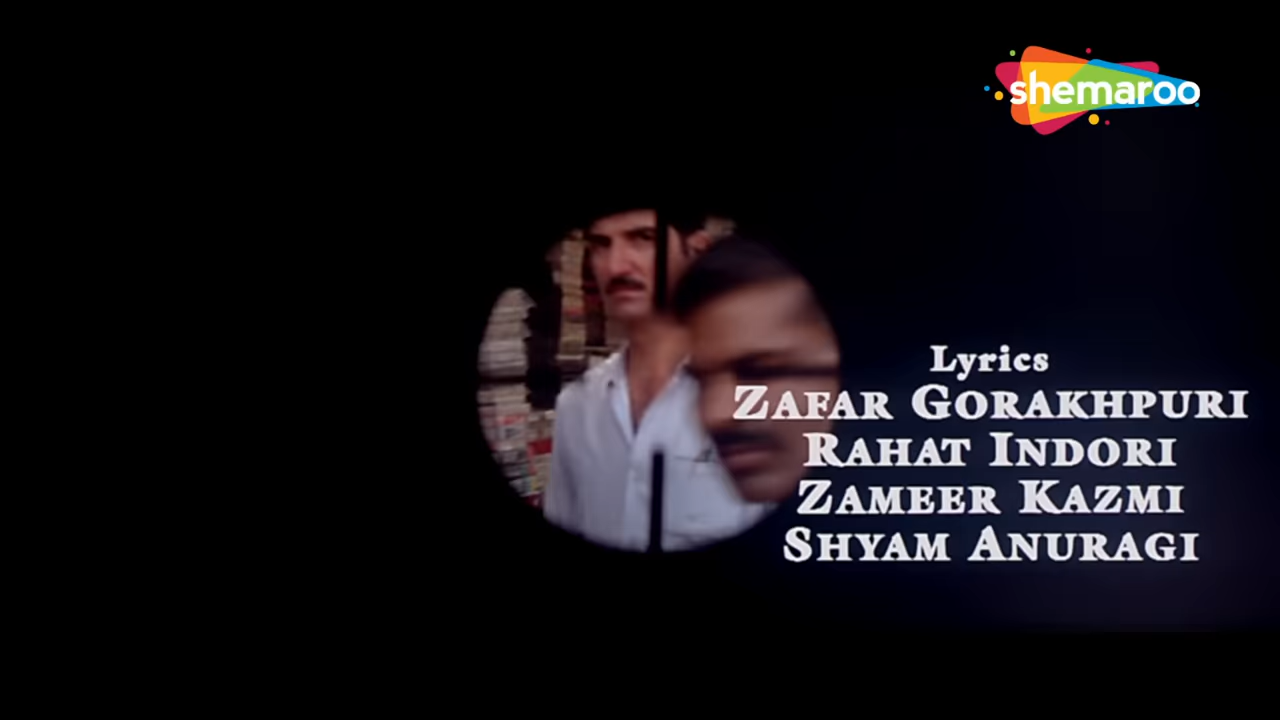 shemaroo
Lyrics
ZAFAR GORAKHPURI
RAHAT INDORI
ZAMEER KAZMI
SHYAM ANURAGI